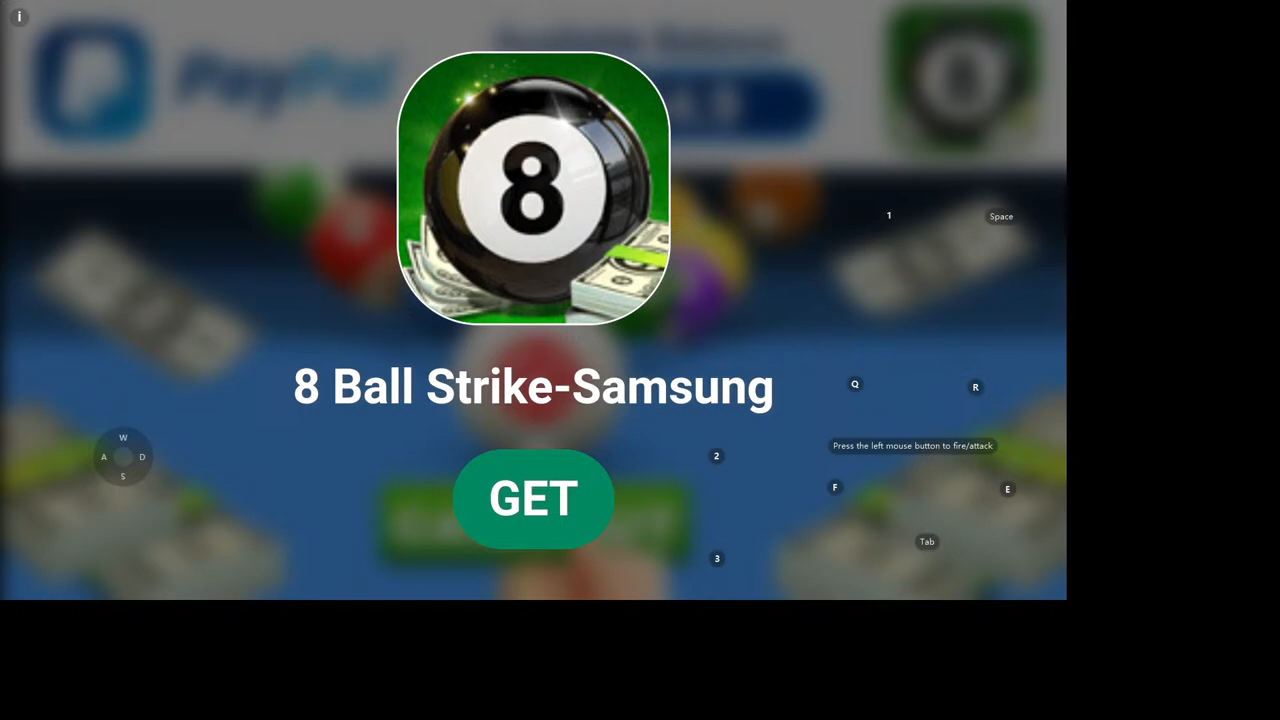 i
PayPal
8
1
Space
8 Ball Strike-Samsung
Q
R
W
A
D
S
Press the left mouse button to fire/attack
2
GET
F
E
Tab
3